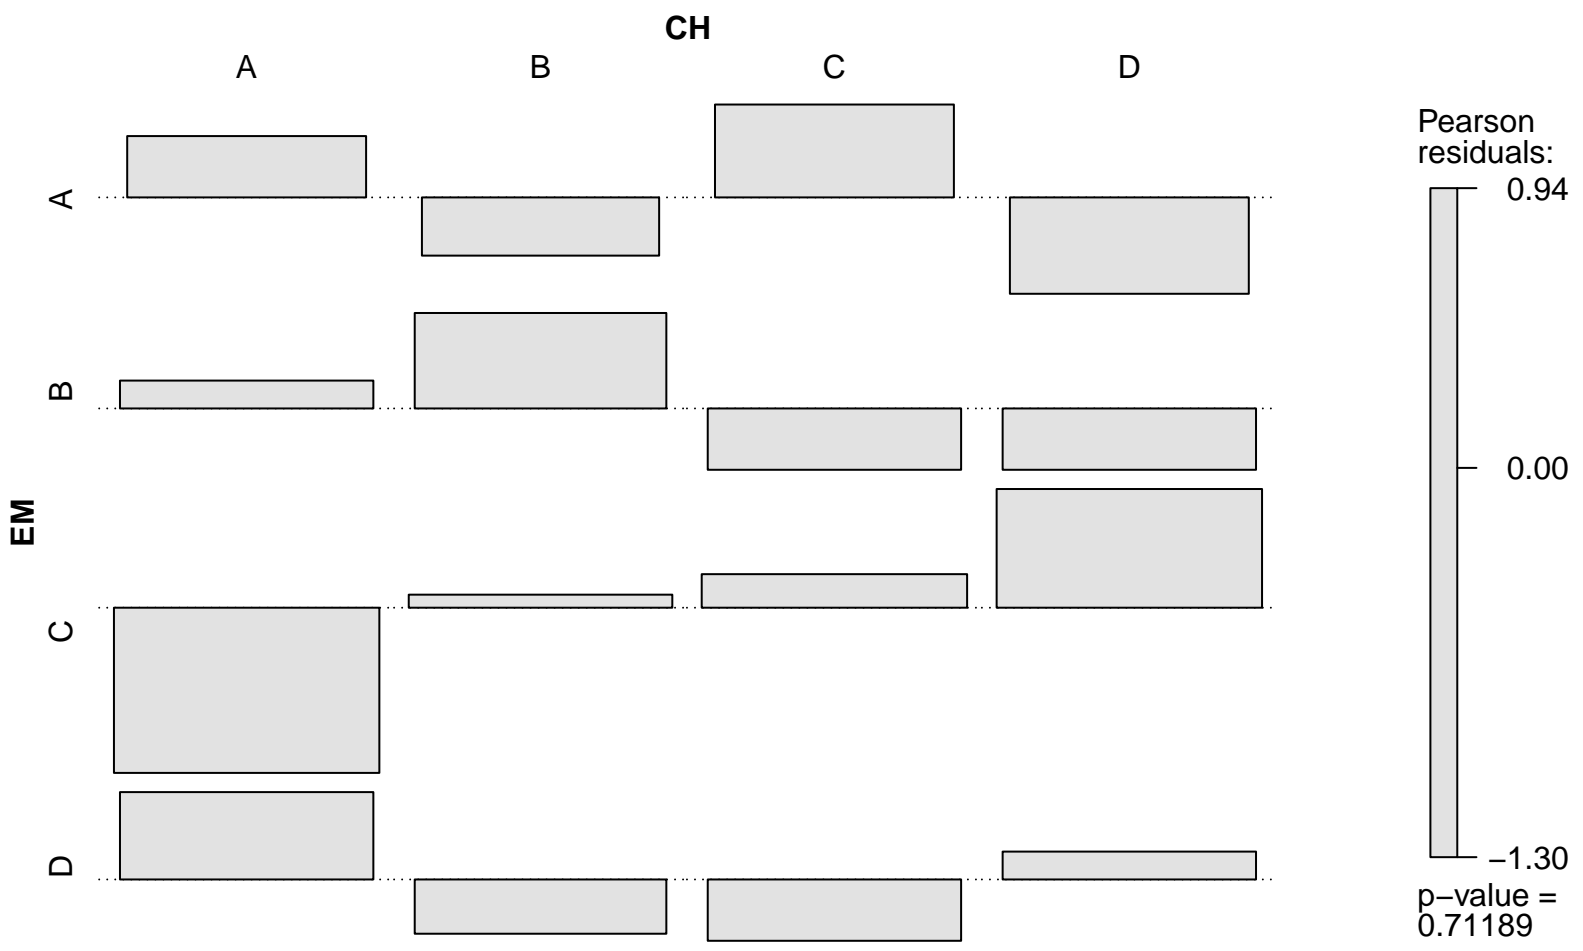 CH
A B C D
A
B
EM
C
D
Pearson
residuals:
0.94
0.00
−1.30
p−value =
0.71189